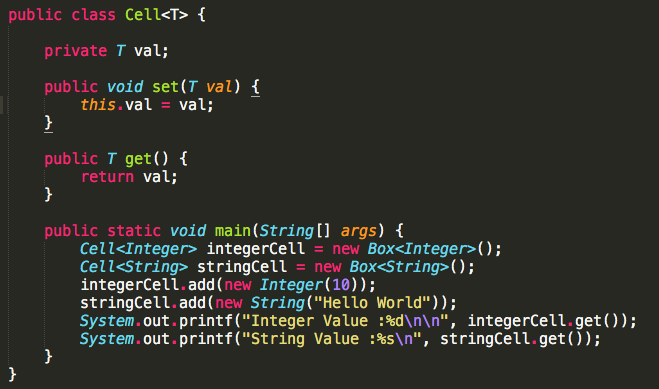 public class Cell<T> {
private T val;
public void set(T val) {
this.val = val;
}
public T get() {
return val;
}
public static void main(String[] args) {
Cell<Integer> integerCell = new Box<Integer>();
Cell<String> stringCell = new Box<String>();
integerCell.add(new Integer(10));
stringCell.add(new String("Hello World"));
System.out.printf("Integer Value :%d\n\n", integerCell.get());
System.out.printf("String Value :%s\n", stringCell.get());
}
}